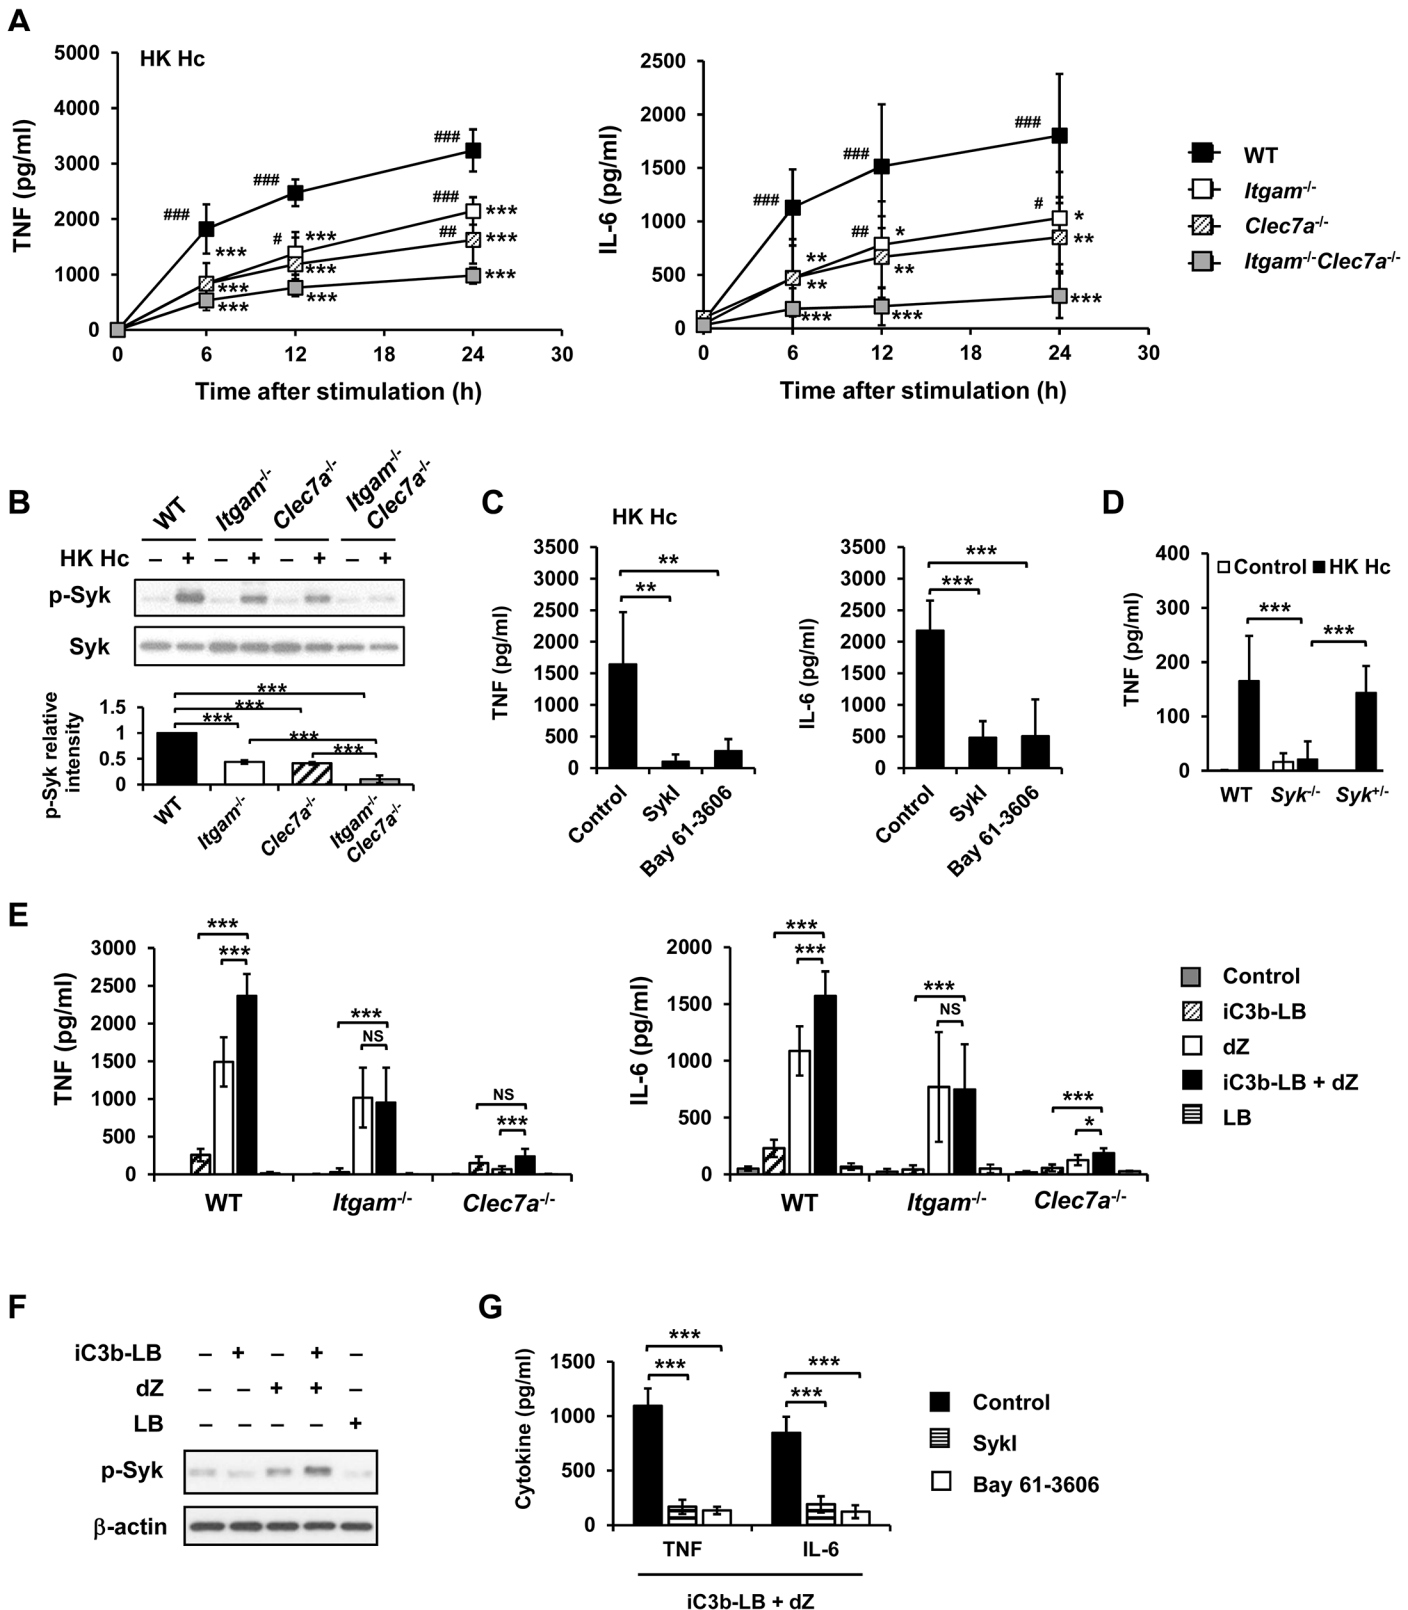 A
HK Hc
TNF (pg/ml)
5000
4000
3000
2000
1000
0
###
###
###
***
#
***
###
***
##
***
***
***
***
***
***
0
6
12
18
24
30
Time after stimulation (h)
IL-6 (pg/ml)
2500
2000
1500
1000
500
0
###
###
###
**
**
***
##
*
**
***
#
*
**
***
0
6
12
18
24
30
Time after stimulation (h)
WT
Itgam-/-
Clec7a-/-
Itgam-/-Clec7a-/-
B
WT
Itgam-/-
Clec7a-/-
Itgam-/-
Clec7a-/-
HK Hc – + – + – + – +
p-Syk
Syk
p-Syk relative
intensity
1.5
1
0.5
0
***
***
***
***
***
WT
Itgam-/-
Clec7a-/-
Itgam-/-
Clec7a-/-
C
HK Hc
TNF (pg/ml)
3500
3000
2500
2000
1500
1000
500
0
**
**
Control
SykI
Bay 61-3606
IL-6 (pg/ml)
3500
3000
2500
2000
1500
1000
500
0
***
***
Control
SykI
Bay 61-3606
D
TNF (pg/ml)
400
300
200
100
0
Control HK Hc
***
***
WT Syk-/- Syk+/-
E
TNF (pg/ml)
3000
2500
2000
1500
1000
500
0
***
***
***
NS
NS
***
WT Itgam-/- Clec7a-/-
IL-6 (pg/ml)
2000
1500
1000
500
0
***
***
***
NS
***
*
WT Itgam-/- Clec7a-/-
Control
iC3b-LB
dZ
iC3b-LB + dZ
LB
F
iC3b-LB – + – + –
dZ – – + + –
LB – – – – +
p-Syk
β-actin
G
Cytokine (pg/ml)
1500
1000
500
0
***
***
***
***
TNF IL-6
iC3b-LB + dZ
Control
SykI
Bay 61-3606